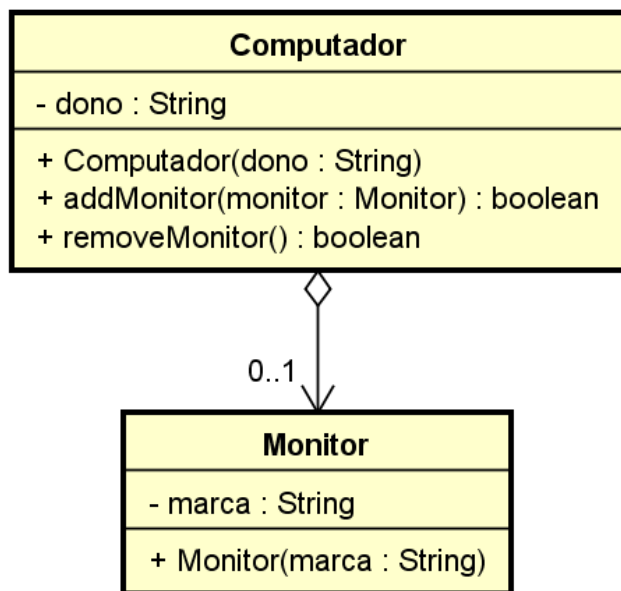 Computador
- dono : String
+ Computador(dono : String)
+ addMonitor(monitor : Monitor) : boolean
+ removeMonitor() : boolean
0..1
Monitor
- marca : String
+ Monitor(marca : String)